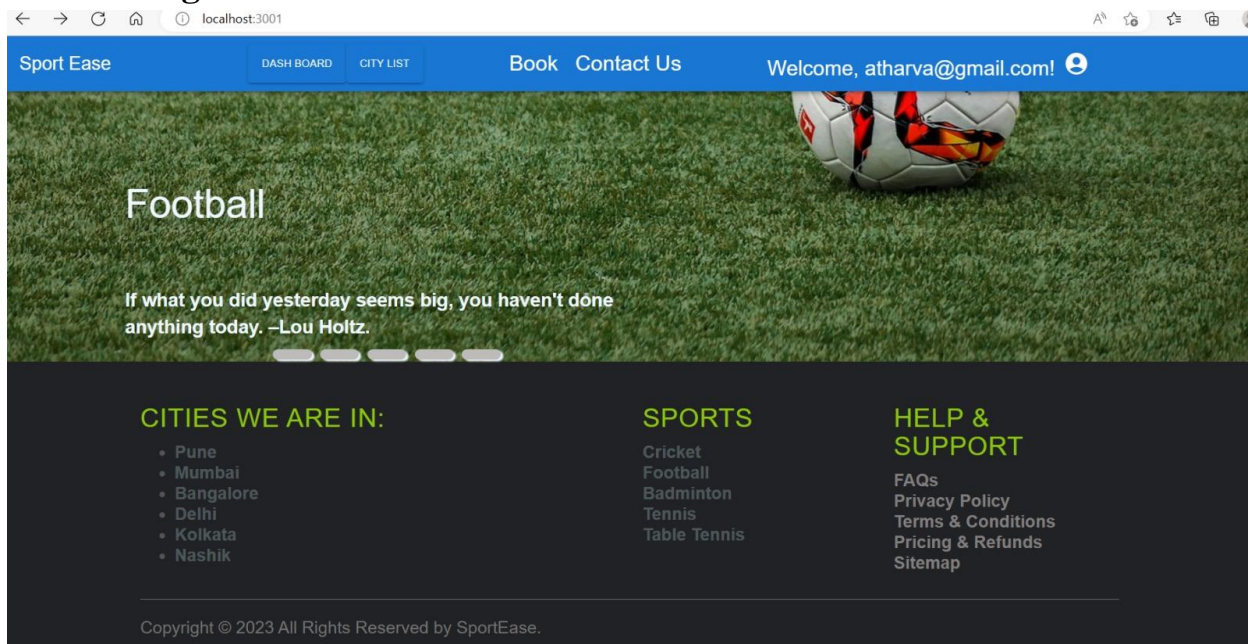 localhost:3001
Sport Ease
DASH BOARD CITY LIST
Book Contact Us
Welcome, atharva@gmail.com!
Football
If what you did yesterday seems big, you haven't done
anything today. –Lou Holtz.
CITIES WE ARE IN:
• Pune
• Mumbai
• Bangalore
• Delhi
• Kolkata
• Nashik
SPORTS
Cricket
Football
Badminton
Tennis
Table Tennis
HELP &
SUPPORT
FAQs
Privacy Policy
Terms & Conditions
Pricing & Refunds
Sitemap
Copyright © 2023 All Rights Reserved by SportEase.